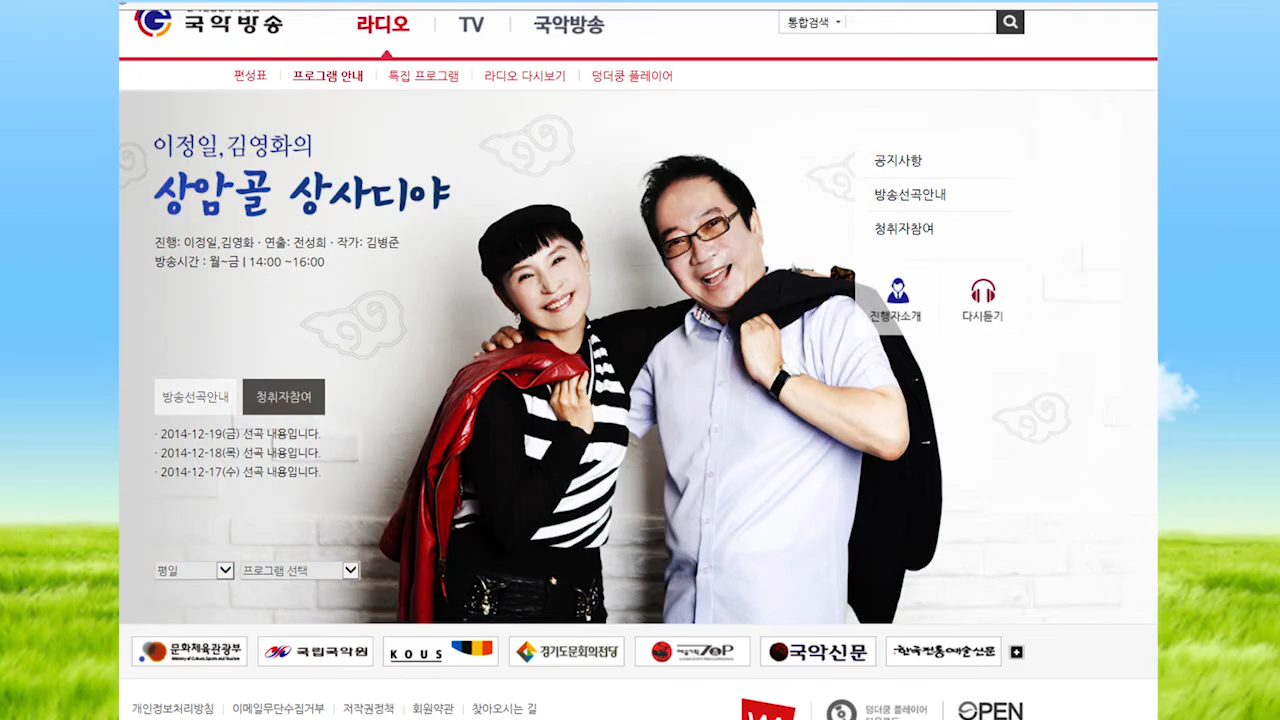 국악방송
라디오
TV
국악방송
통합검색
편성표
프로그램 안내
특집 프로그램
라디오 다시보기
덩더쿵 플레이어
이정일,김영화의
상암골 상사디야
진행: 이정일,김영화 · 연출: 전성희 · 작가: 김병준
방송시간 : 월~금 | 14:00 ~16:00
공지사항
방송선곡안내
청취자참여
진행자소개
다시듣기
방송선곡안내
청취자참여
· 2014-12-19(금) 선곡 내용입니다.
· 2014-12-18(목) 선곡 내용입니다.
· 2014-12-17(수) 선곡 내용입니다.
평일
프로그램 선택
문화체육관광부
Ministry of Culture, Sports and Tourism
국립국악원
KOUS
경기도문화의전당
국악신문
한국전통예술신문
개인정보처리방침
이메일무단수집거부
저작권정책
회원약관
찾아오시는 길
덩더쿵 플레이어
OPEN